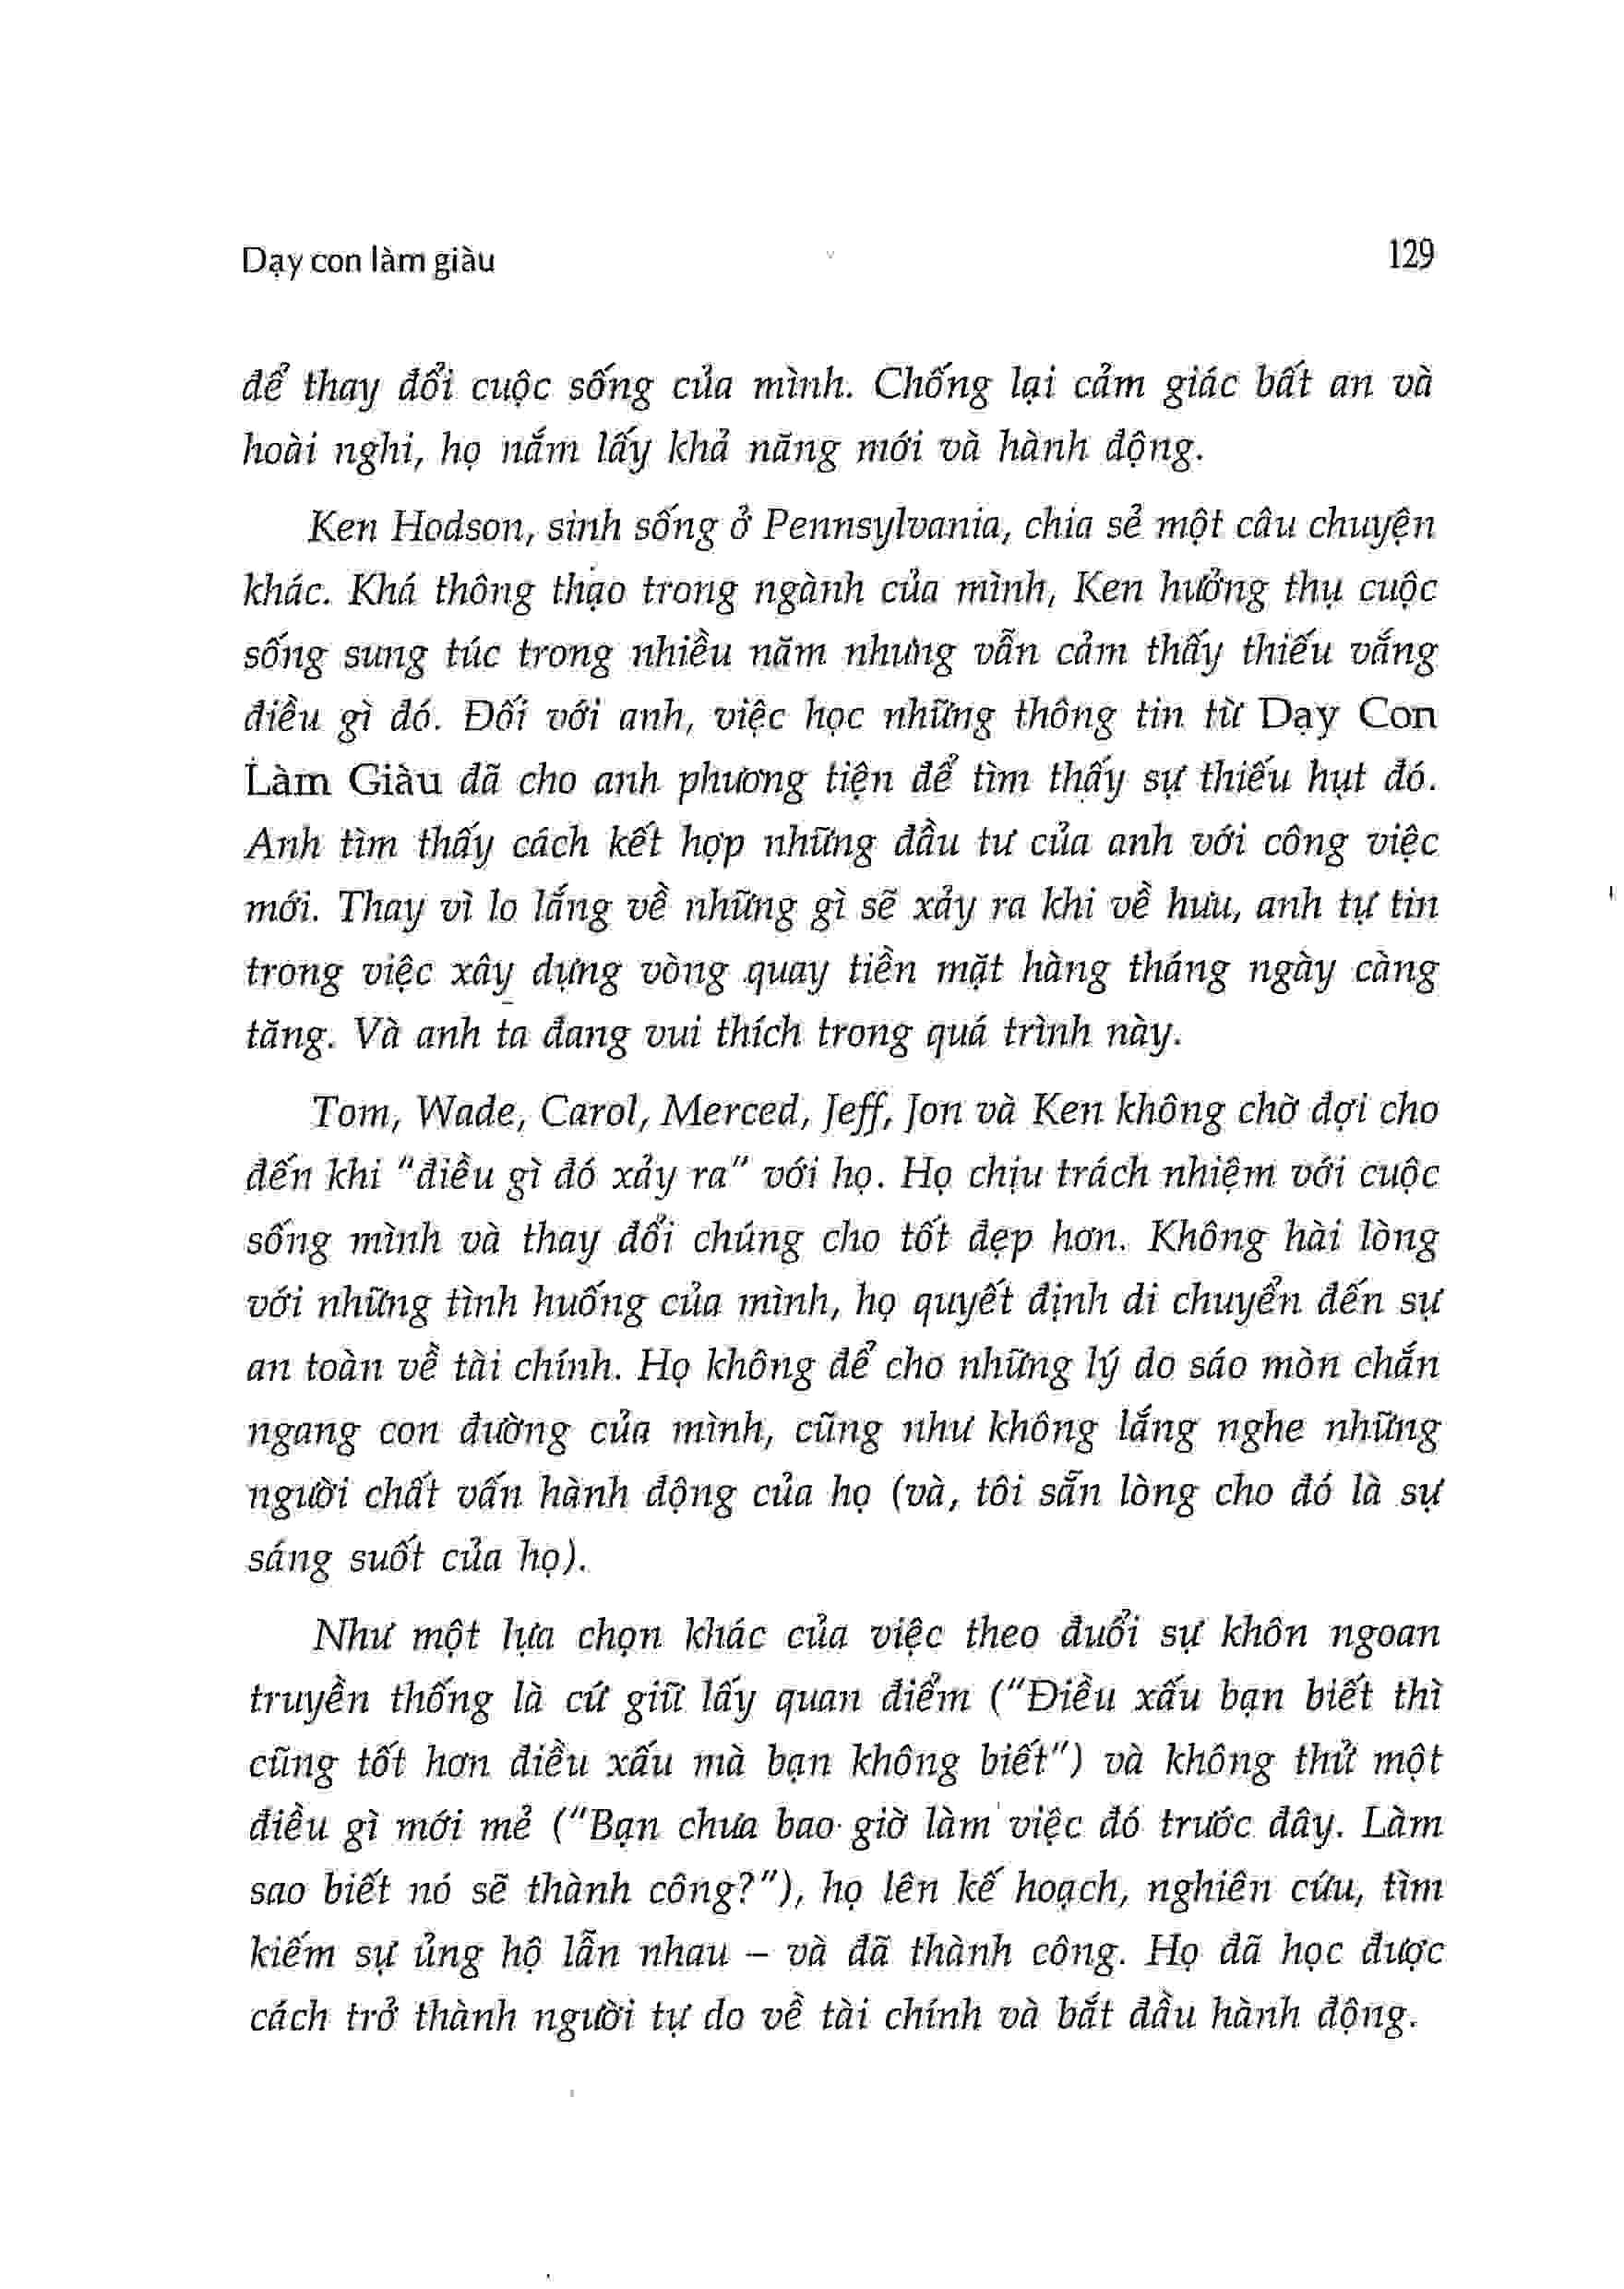 Dạy con làm giàu 129
để thay đổi cuộc sống của mình. Chống lại cảm giác bất an và
hoài nghi, họ nắm lấy khả năng mới và hành động.
Ken Hodson, sinh sống ở Pennsylvania, chia sẻ một câu chuyện
khác. Khá thông thạo trong ngành của mình, Ken hưởng thụ cuộc
sống sung túc trong nhiều năm nhưng vẫn cảm thấy thiếu vắng
điều gì đó. Đối với anh, việc học những thông tin từ Dạy Con
Làm Giàu đã cho anh phương tiện để tìm thấy sự thiếu hụt đó.
Anh tìm thấy cách kết hợp những đầu tư của anh với công việc
mới. Thay vì lo lắng về những gì sẽ xảy ra khi về hưu, anh tự tin
trong việc xây dựng vòng quay tiền mặt hàng tháng ngày càng
tăng. Và anh ta đang vui thích trong quá trình này.
Tom, Wade, Carol, Merced, Jeff, Jon và Ken không chờ đợi cho
đến khi "điều gì đó xảy ra" với họ. Họ chịu trách nhiệm với cuộc
sống mình và thay đổi chúng cho tốt đẹp hơn. Không hài lòng
với những tình huống của mình, họ quyết định di chuyển đến sự
an toàn về tài chính. Họ không để cho những lý do sáo mòn chắn
ngang con đường của mình, cũng như không lắng nghe những
người chất vấn hành động của họ (và, tôi sẵn lòng cho đó là sự
sáng suốt của họ).
Như một lựa chọn khác của việc theo đuổi sự khôn ngoan
truyền thống là cứ giữ lấy quan điểm ("Điều xấu bạn biết thì
cũng tốt hơn điều xấu mà bạn không biết") và không thử một
điều gì mới mẻ ("Bạn chưa bao giờ làm việc đó trước đây. Làm
sao biết nó sẽ thành công?"), họ lên kế hoạch, nghiên cứu, tìm
kiếm sự ủng hộ lẫn nhau – và đã thành công. Họ đã học được
cách trở thành người tự do về tài chính và bắt đầu hành động.